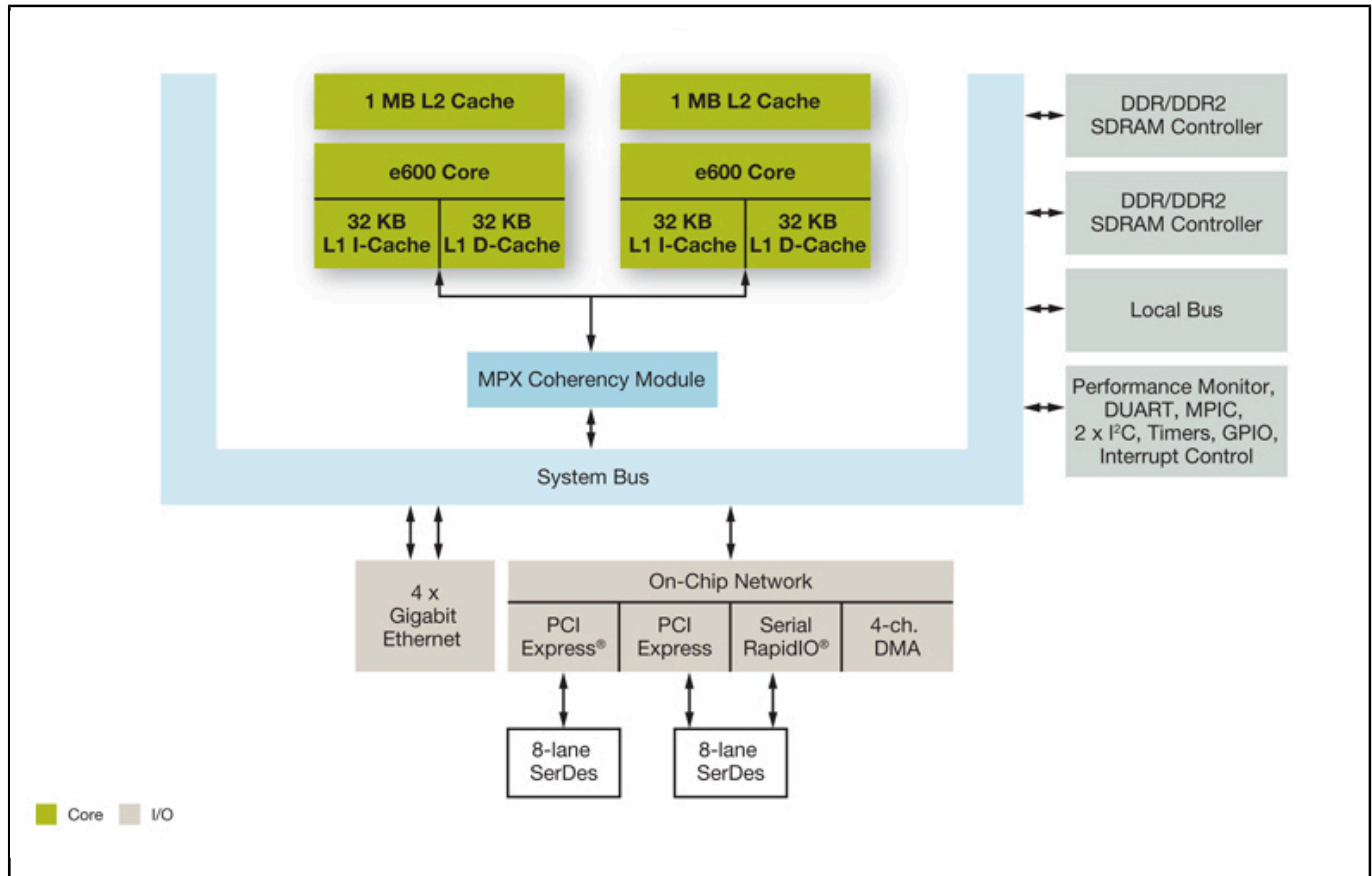 1 MB L2 Cache
e600 Core
32 KB
L1 I-Cache
32 KB
L1 D-Cache
1 MB L2 Cache
e600 Core
32 KB
L1 I-Cache
32 KB
L1 D-Cache
MPX Coherency Module
System Bus
DDR/DDR2
SDRAM Controller
DDR/DDR2
SDRAM Controller
Local Bus
Performance Monitor,
DUART, MPIC,
2 x I²C, Timers, GPIO,
Interrupt Control
4 x
Gigabit
Ethernet
On-Chip Network
PCI
Express®
PCI
Express
Serial
RapidIO®
4-ch.
DMA
8-lane
SerDes
8-lane
SerDes
Core
I/O